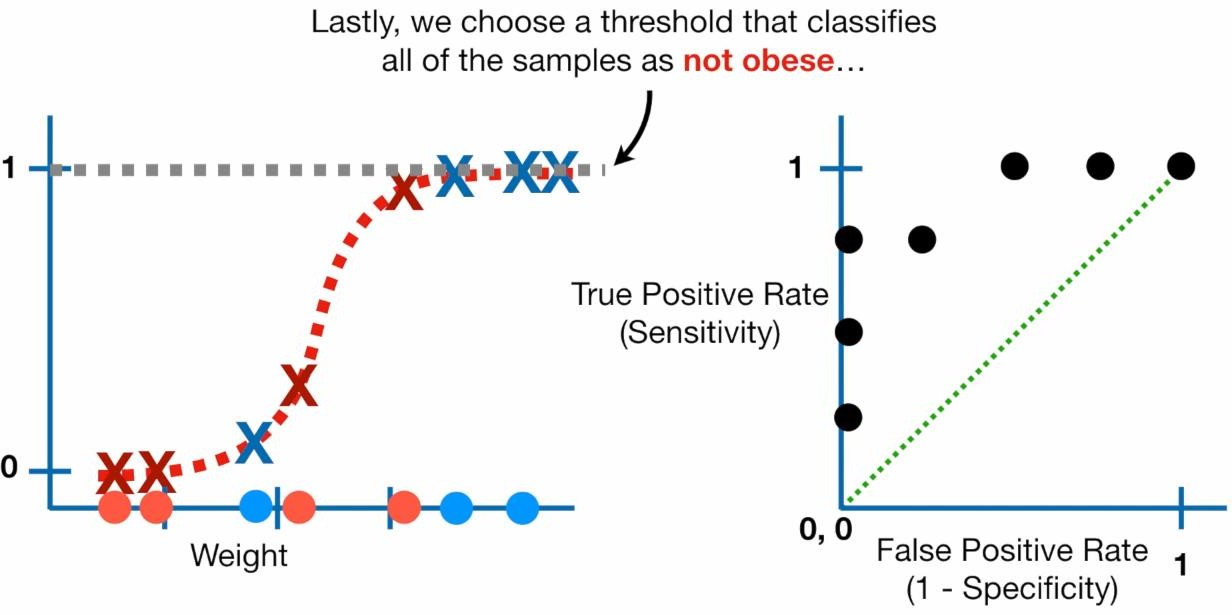 Lastly, we choose a threshold that classifies
all of the samples as not obese…
1
0
Weight
1
True Positive Rate
(Sensitivity)
0, 0
False Positive Rate
(1 - Specificity)
1